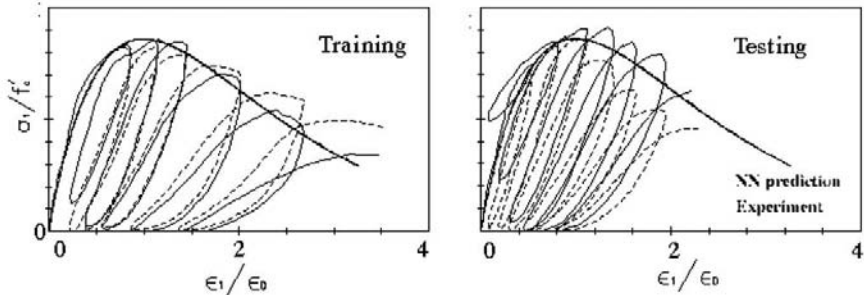 Training
σ₁/f'c
0
0
2
4
ϵ₁/ϵ₀
Testing
NN prediction
Experiment
0
2
4
ϵ₁/ϵ₀